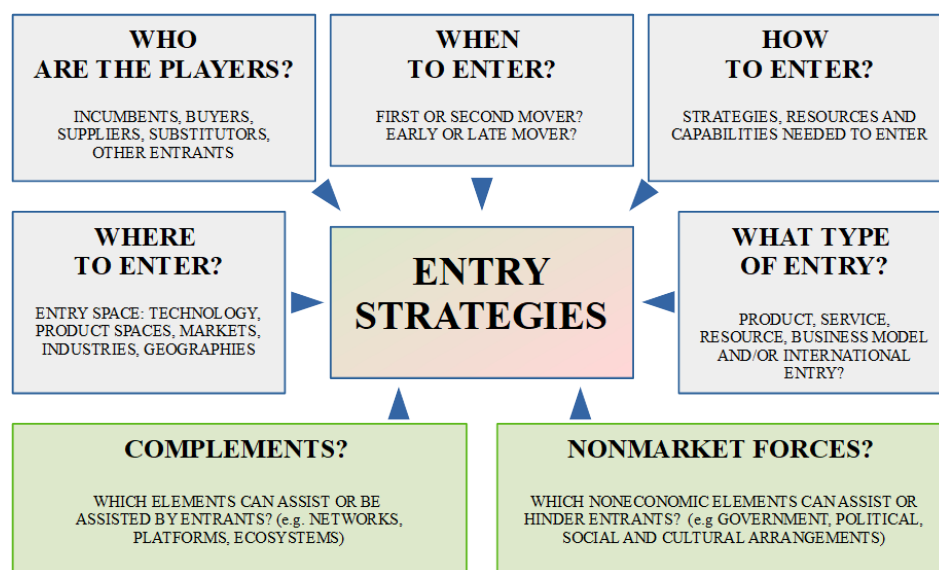 WHO
ARE THE PLAYERS?
INCUMBENTS, BUYERS,
SUPPLIERS, SUBSTITUTORS,
OTHER ENTRANTS
WHEN
TO ENTER?
FIRST OR SECOND MOVER?
EARLY OR LATE MOVER?
HOW
TO ENTER?
STRATEGIES, RESOURCES AND
CAPABILITIES NEEDED TO ENTER
WHERE
TO ENTER?
ENTRY SPACE: TECHNOLOGY,
PRODUCT SPACES, MARKETS,
INDUSTRIES, GEOGRAPHIES
ENTRY
STRATEGIES
WHAT TYPE
OF ENTRY?
PRODUCT, SERVICE,
RESOURCE, BUSINESS MODEL
AND/OR INTERNATIONAL
ENTRY?
COMPLEMENTS?
WHICH ELEMENTS CAN ASSIST OR BE
ASSISTED BY ENTRANTS? (e.g. NETWORKS,
PLATFORMS, ECOSYSTEMS)
NONMARKET FORCES?
WHICH NONECONOMIC ELEMENTS CAN ASSIST OR
HINDER ENTRANTS? (e.g GOVERNMENT, POLITICAL,
SOCIAL AND CULTURAL ARRANGEMENTS)